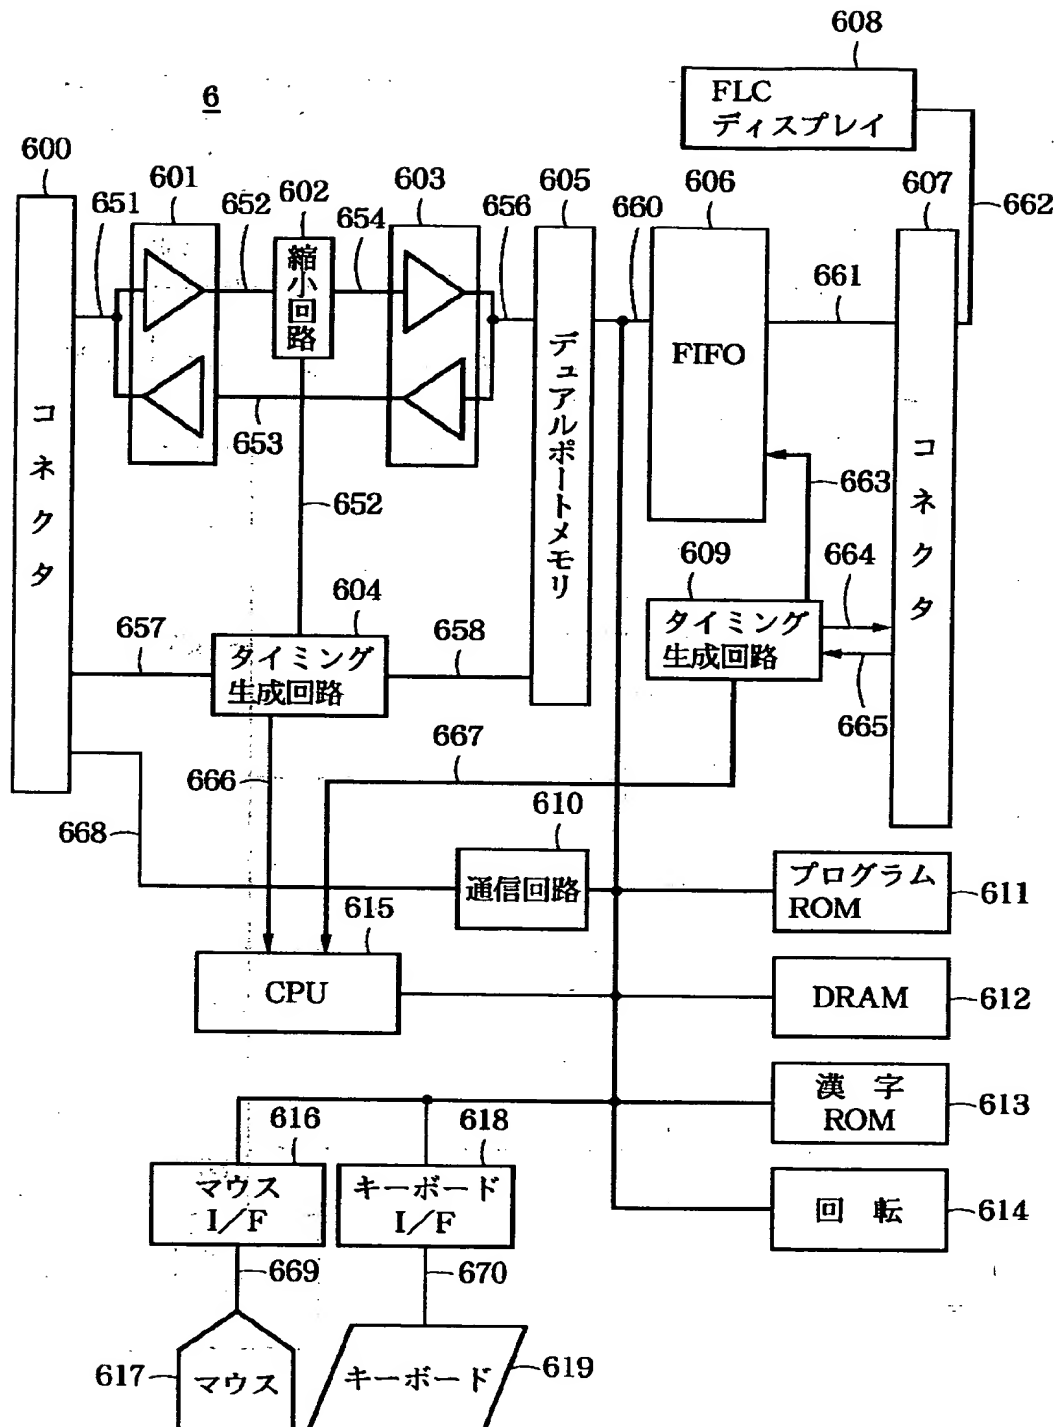 608
FLC
ディスプレイ
6
600
651
601
652
602
654
603
656
605
660
606
607
662
縮小回路
661
コネクタ
デュアルポートメモリ
FIFO
コネクタ
653
663
652
609
664
604
タイミング
生成回路
657
タイミング
生成回路
658
665
667
666
610
668
通信回路
プログラム
ROM
611
615
CPU
DRAM
612
漢字
ROM
613
616
618
マウス
I/F
キーボード
I/F
回転
614
669
670
617
マウス
キーボード
619